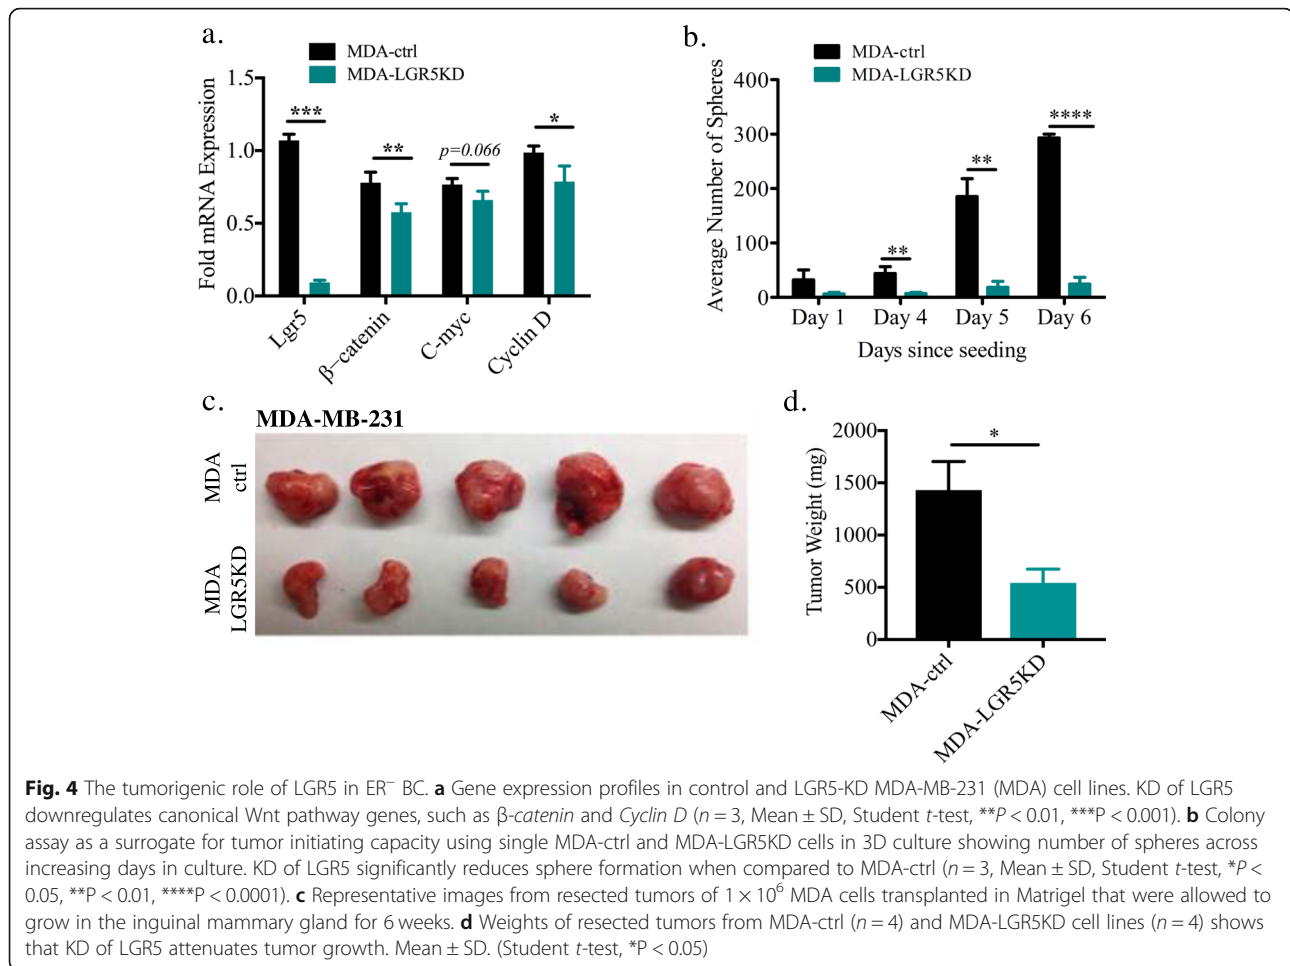 a.
MDA-ctrl
MDA-LGR5KD
Fold mRNA Expression
1.5
1.0
0.5
0.0
***
**
p=0.066
*
Lgr5
β−catenin
C-myc
Cyclin D
b.
MDA-ctrl
MDA-LGR5KD
Average Number of Spheres
400
300
200
100
0
**
**
****
Day 1 Day 4 Day 5 Day 6
Days since seeding
c.
MDA-MB-231
MDA
ctrl
MDA
LGR5KD
d.
Tumor Weight (mg)
2000
1500
1000
500
0
*
MDA-ctrl
MDA-LGR5KD
Fig. 4 The tumorigenic role of LGR5 in ER⁻ BC. a Gene expression profiles in control and LGR5-KD MDA-MB-231 (MDA) cell lines. KD of LGR5
downregulates canonical Wnt pathway genes, such as β-catenin and Cyclin D (n = 3, Mean ± SD, Student t-test, **P < 0.01, ***P < 0.001). b Colony
assay as a surrogate for tumor initiating capacity using single MDA-ctrl and MDA-LGR5KD cells in 3D culture showing number of spheres across
increasing days in culture. KD of LGR5 significantly reduces sphere formation when compared to MDA-ctrl (n = 3, Mean ± SD, Student t-test, *P <
0.05, **P < 0.01, ****P < 0.0001). c Representative images from resected tumors of 1 × 10⁶ MDA cells transplanted in Matrigel that were allowed to
grow in the inguinal mammary gland for 6 weeks. d Weights of resected tumors from MDA-ctrl (n = 4) and MDA-LGR5KD cell lines (n = 4) shows
that KD of LGR5 attenuates tumor growth. Mean ± SD. (Student t-test, *P < 0.05)